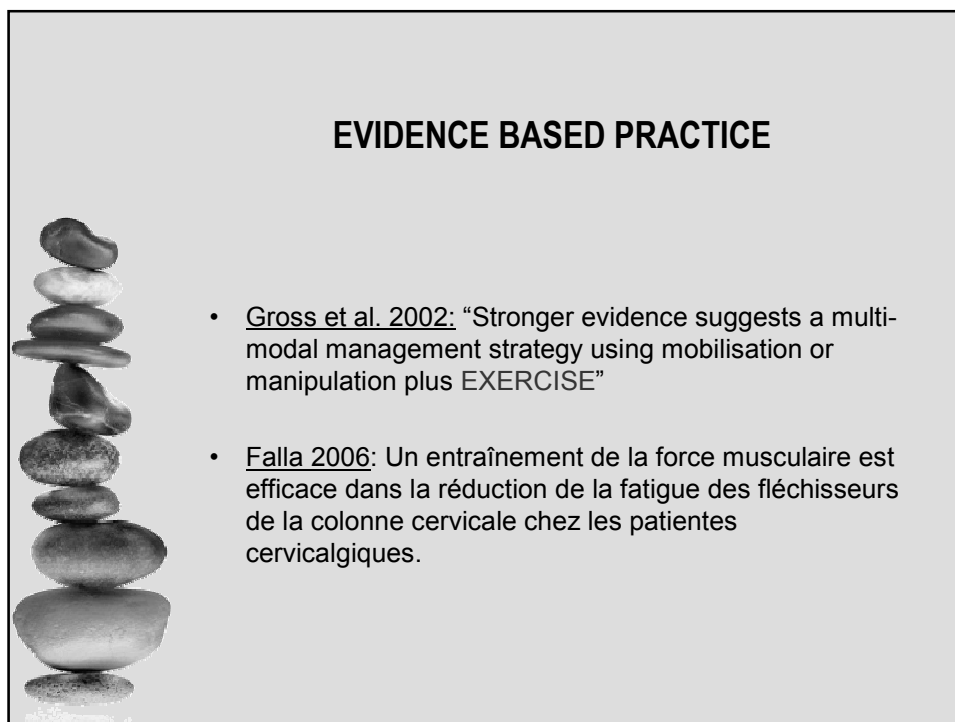 EVIDENCE BASED PRACTICE
• Gross et al. 2002: “Stronger evidence suggests a multi-
modal management strategy using mobilisation or
manipulation plus EXERCISE”
• Falla 2006: Un entraînement de la force musculaire est
efficace dans la réduction de la fatigue des fléchisseurs
de la colonne cervicale chez les patientes
cervicalgiques.